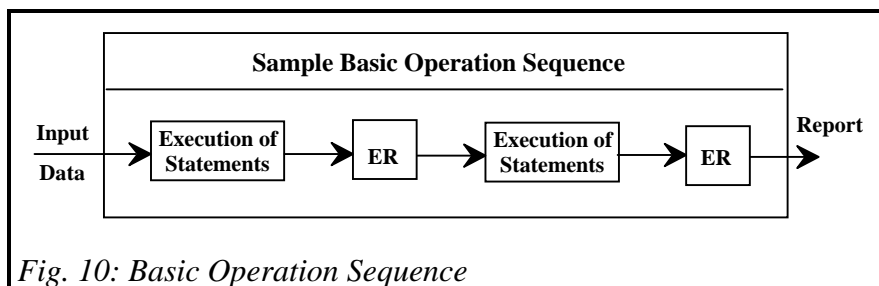 Sample Basic Operation Sequence
Input
Data
Execution of
Statements
ER
Execution of
Statements
ER
Report
Fig. 10: Basic Operation Sequence